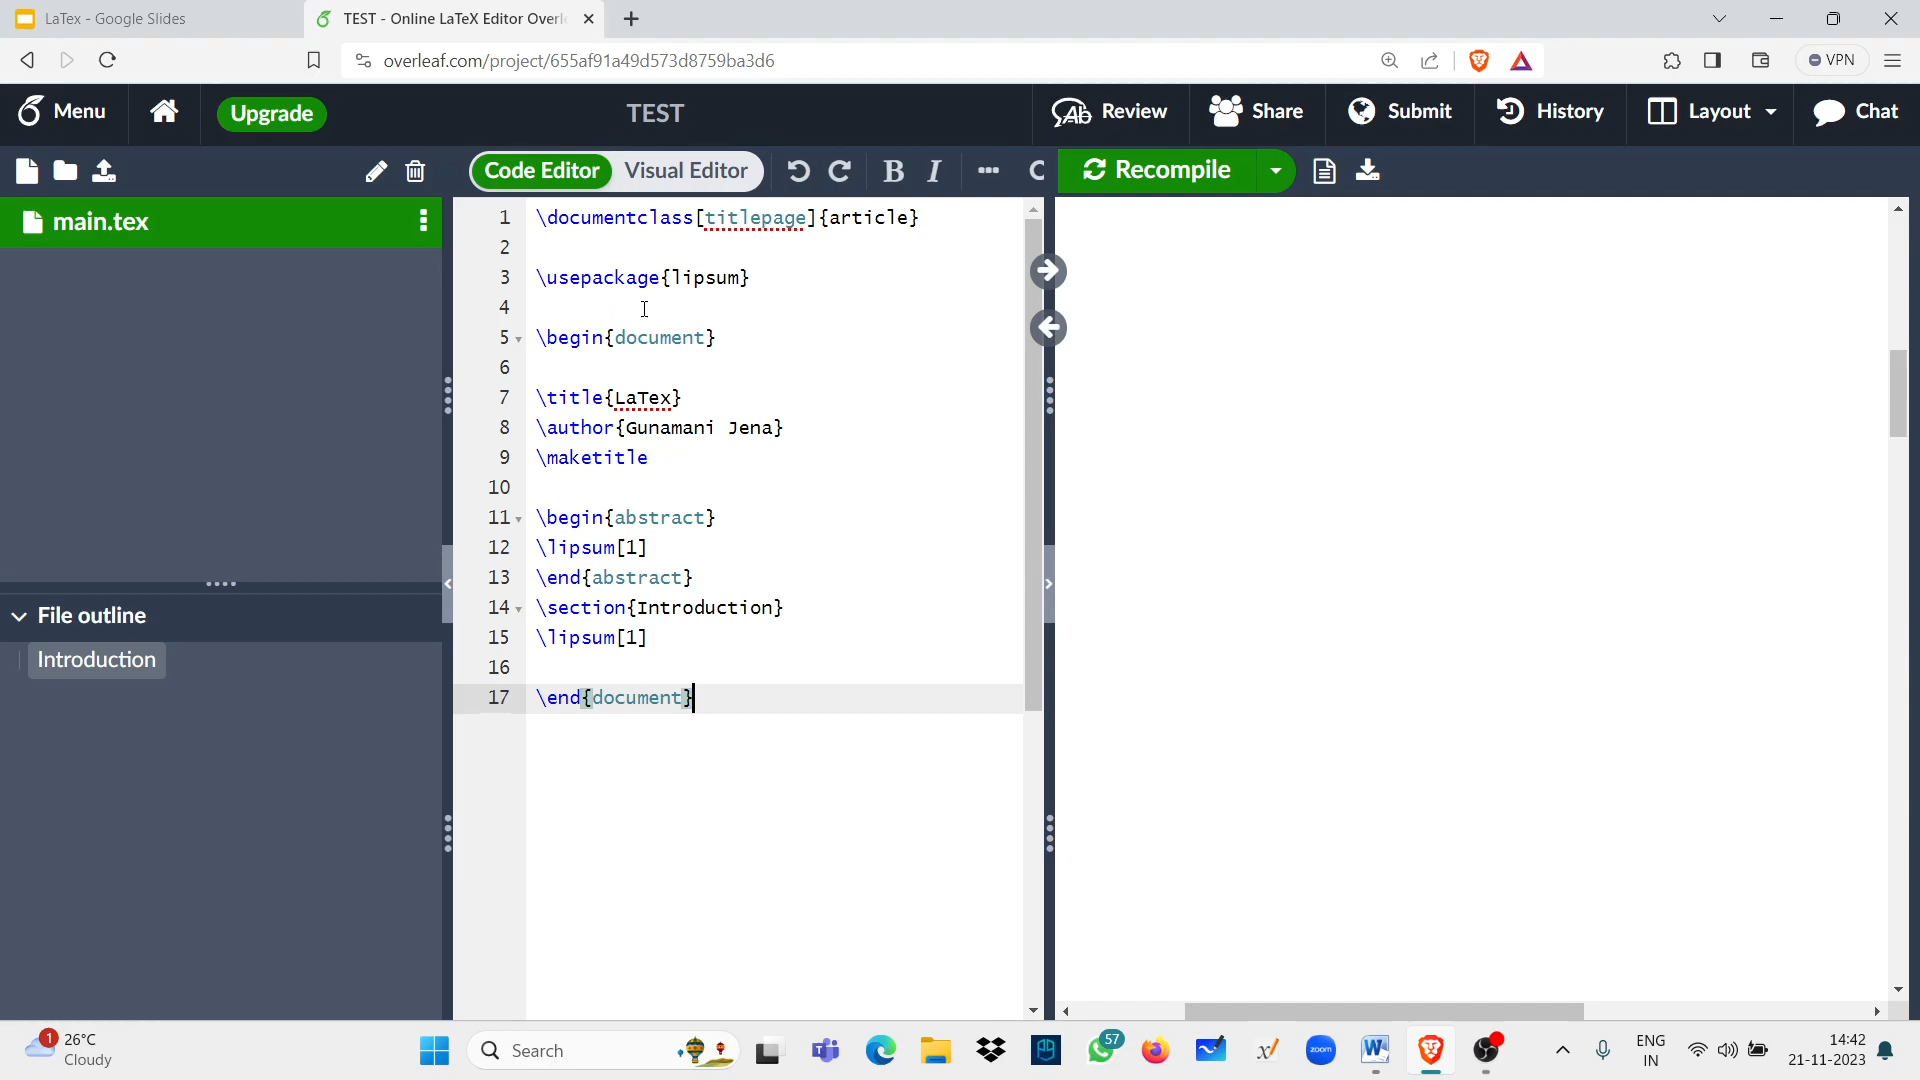 LaTex - Google Slides
TEST - Online LaTeX Editor Overl
overleaf.com/project/655af91a49d573d8759ba3d6
VPN
Menu
Upgrade
TEST
Review
Share
Submit
History
Layout
Chat
Code Editor
Visual Editor
B
I
Recompile
main.tex
1 \documentclass[titlepage]{article}
2
3 \usepackage{lipsum}
4
5 \begin{document}
6
7 \title{LaTex}
8 \author{Gunamani Jena}
9 \maketitle
10
11 \begin{abstract}
12 \lipsum[1]
13 \end{abstract}
14 \section{Introduction}
15 \lipsum[1]
16
17 \end{document}
File outline
Introduction
1
26°C
Cloudy
Search
57
zoom
ENG
IN
14:42
21-11-2023